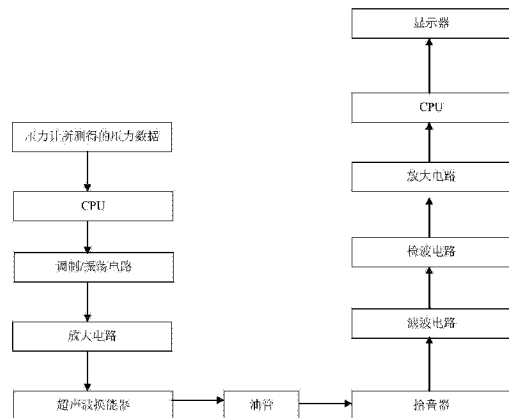 压力计所测得的压力数据
CPU
调制/振荡电路
放大电路
超声波换能器
油管
拾音器
滤波电路
检波电路
放大电路
CPU
显示器